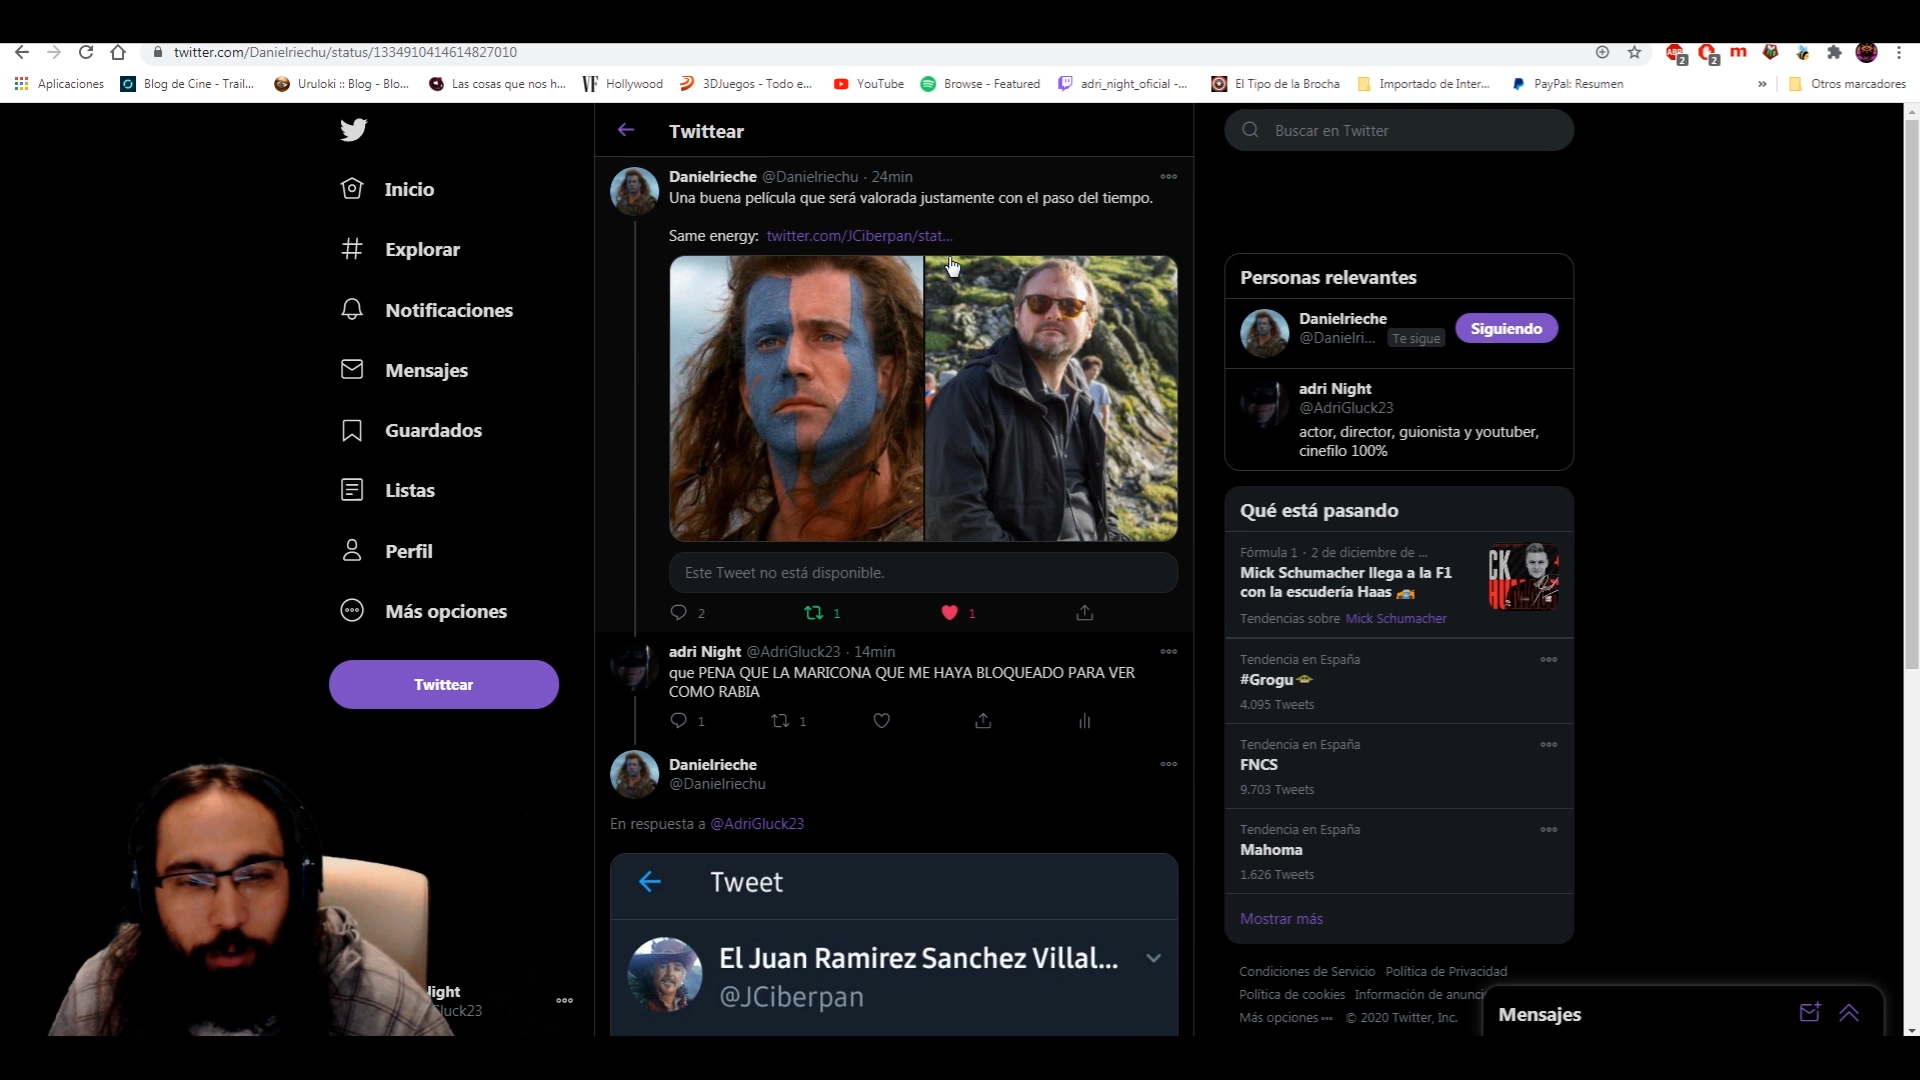 twitter.com/Danielriechu/status/1334910414614827010
Aplicaciones
Blog de Cine - Trail...
Uruloki :: Blog - Blo...
Las cosas que nos h...
VF Hollywood
3DJuegos - Todo e...
YouTube
Browse - Featured
adri_night_oficial -...
El Tipo de la Brocha
Importado de Inter...
PayPal: Resumen
»
Otros marcadores
ABP
2
2
m
Inicio
Explorar
Notificaciones
Mensajes
Guardados
Listas
Perfil
Más opciones
Twittear
light
Gluck23
Twittear
Danielrieche @Danielriechu · 24min
Una buena película que será valorada justamente con el paso del tiempo.
Same energy: twitter.com/JCiberpan/stat...
Este Tweet no está disponible.
2 1 1
adri Night @AdriGluck23 · 14min
que PENA QUE LA MARICONA QUE ME HAYA BLOQUEADO PARA VER
COMO RABIA
1 1
Danielrieche
@Danielriechu
En respuesta a @AdriGluck23
Tweet
El Juan Ramirez Sanchez Villal...
@JCiberpan
Buscar en Twitter
Personas relevantes
Danielrieche
@Danielri... Te sigue
Siguiendo
adri Night
@AdriGluck23
actor, director, guionista y youtuber,
cinefilo 100%
Qué está pasando
Fórmula 1 · 2 de diciembre de ...
Mick Schumacher llega a la F1
con la escudería Haas
Tendencias sobre Mick Schumacher
CK
Tendencia en España
#Grogu
4.095 Tweets
Tendencia en España
FNCS
9.703 Tweets
Tendencia en España
Mahoma
1.626 Tweets
Mostrar más
Condiciones de Servicio Política de Privacidad
Política de cookies Información de anunci
Más opciones © 2020 Twitter, Inc.
Mensajes